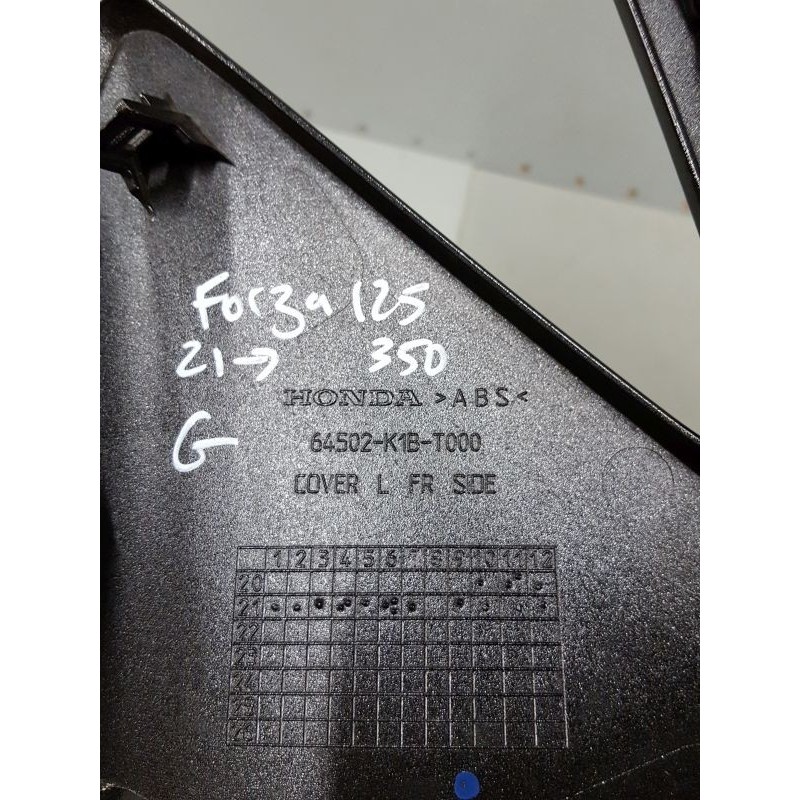 Forza 125
21→ 350
G
HONDA >ABS<
64502-K1B-T000
COVER L FR SIDE
1 2 3 4 5 6 7 8 9 10 11 12
20
21
22
23
24
25
26